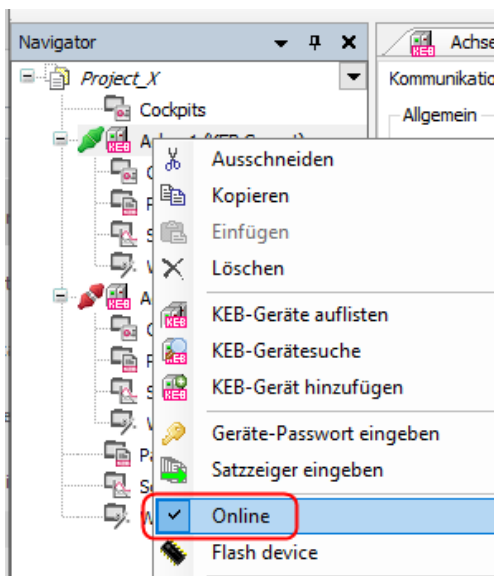 Navigator
Achse
Project_X
Kommunikatio
Cockpits
Allgemein
KEB
Ausschneiden
Kopieren
Einfügen
Löschen
KEB-Geräte auflisten
KEB-Gerätesuche
KEB-Gerät hinzufügen
Geräte-Passwort eingeben
Satzzeiger eingeben
Online
Flash device